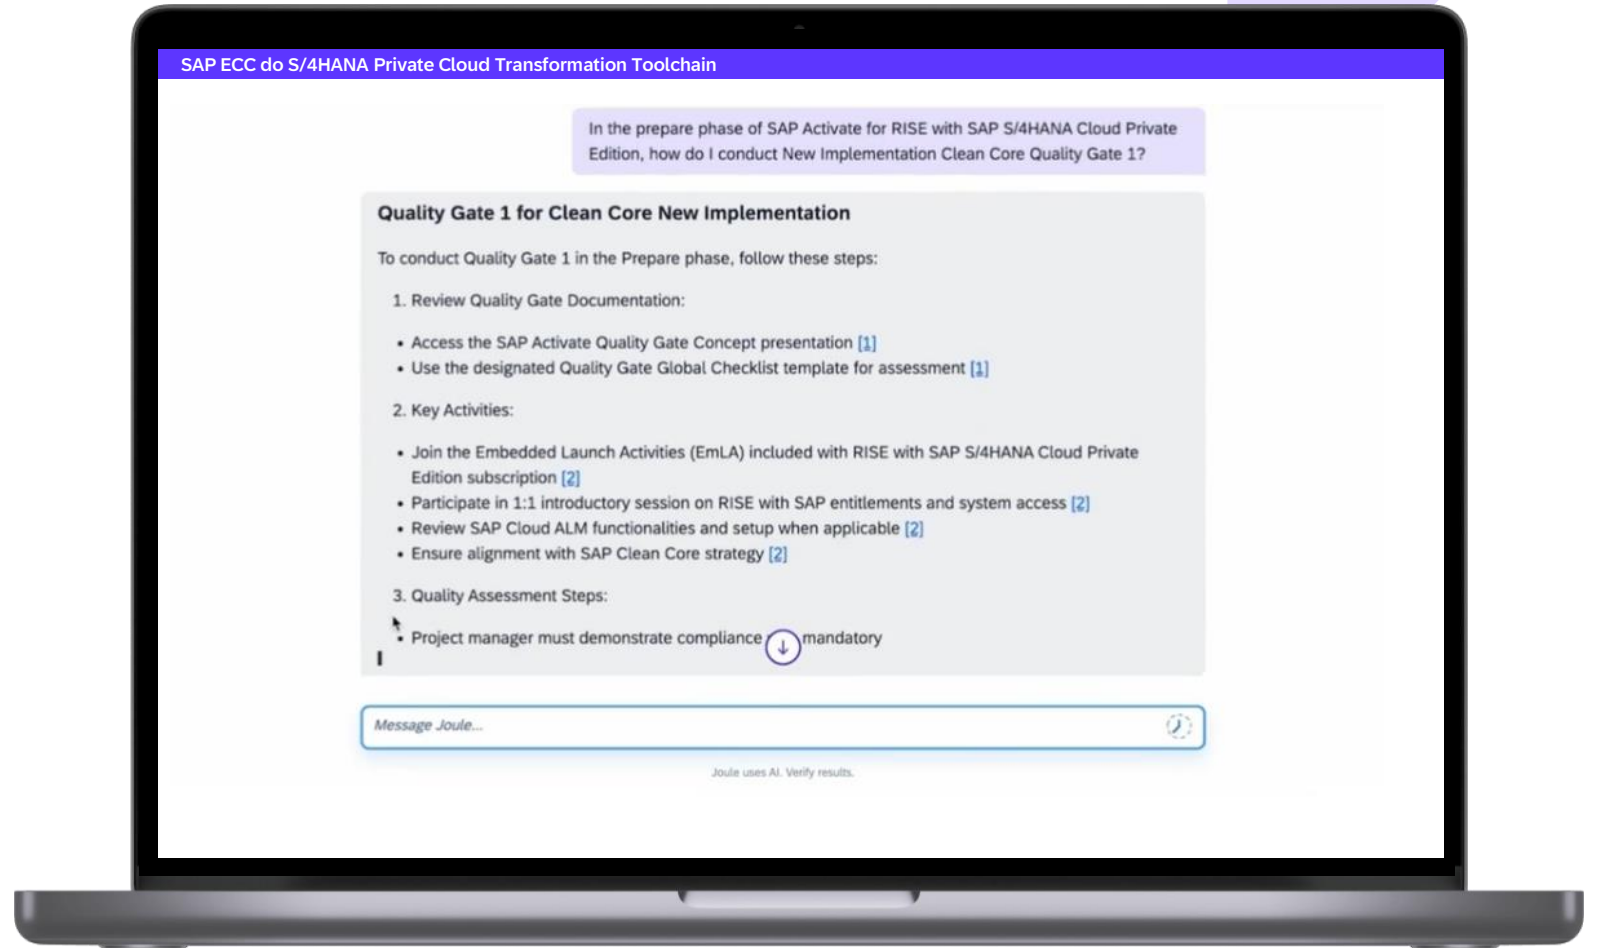 SAP ECC do S/4HANA Private Cloud Transformation Toolchain
In the prepare phase of SAP Activate for RISE with SAP S/4HANA Cloud Private
Edition, how do I conduct New Implementation Clean Core Quality Gate 1?
Quality Gate 1 for Clean Core New Implementation
To conduct Quality Gate 1 in the Prepare phase, follow these steps:
1. Review Quality Gate Documentation:
• Access the SAP Activate Quality Gate Concept presentation [1]
• Use the designated Quality Gate Global Checklist template for assessment [1]
2. Key Activities:
• Join the Embedded Launch Activities (EmLA) included with RISE with SAP S/4HANA Cloud Private
Edition subscription [2]
• Participate in 1:1 introductory session on RISE with SAP entitlements and system access [2]
• Review SAP Cloud ALM functionalities and setup when applicable [2]
• Ensure alignment with SAP Clean Core strategy [2]
3. Quality Assessment Steps:
• Project manager must demonstrate compliance mandatory
Message Joule...
Joule uses AI. Verify results.